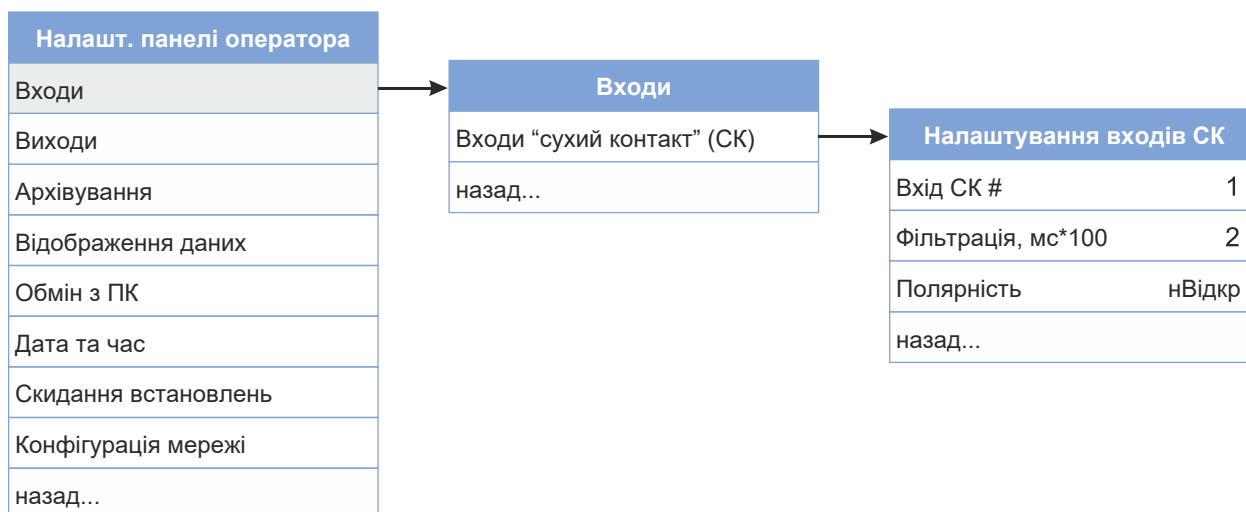 Налашт. панелі оператора
Входи
Виходи
Архівування
Відображення даних
Обмін з ПК
Дата та час
Скидання встановлень
Конфігурація мережі
назад...
Входи
Входи “сухий контакт” (СК)
назад...
Налаштування входів СК
Вхід СК # 1
Фільтрація, мс*100 2
Полярність нВідкр
назад...